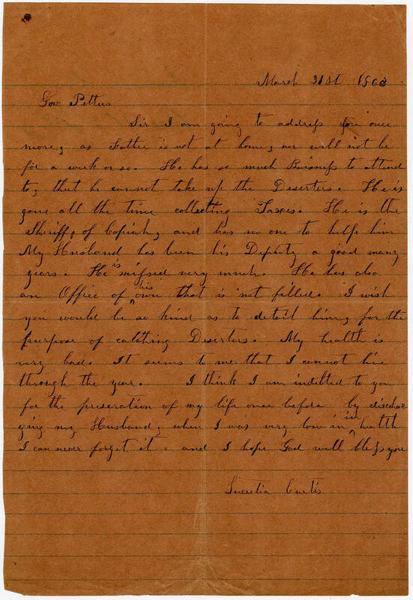 March 31st 1863
Gov. Pettus
Sir I am going to address you once
more, as Father is not at home, nor will not be
for a week or so. He has so much Business to attend
to, that he cannot take up the Deserters. He is
gone all the time collecting Taxes. He is the
Sheriff of Copiah, and has no one to help him
My Husband has been his Deputy a good many
years. He is missed very much. He has also
an Office of his own that is not filled. I wish
you would be so kind as to detail him, for the
purpose of catching Deserters. My health is
very bad. It seems to me that I cannot live
through the year. I think I am indebted to you
for the preseration of my life once before by dischar
ging my Husband, when I was very low in health
I can never forget it, and I hope God will bless you
Lucretia Curtis